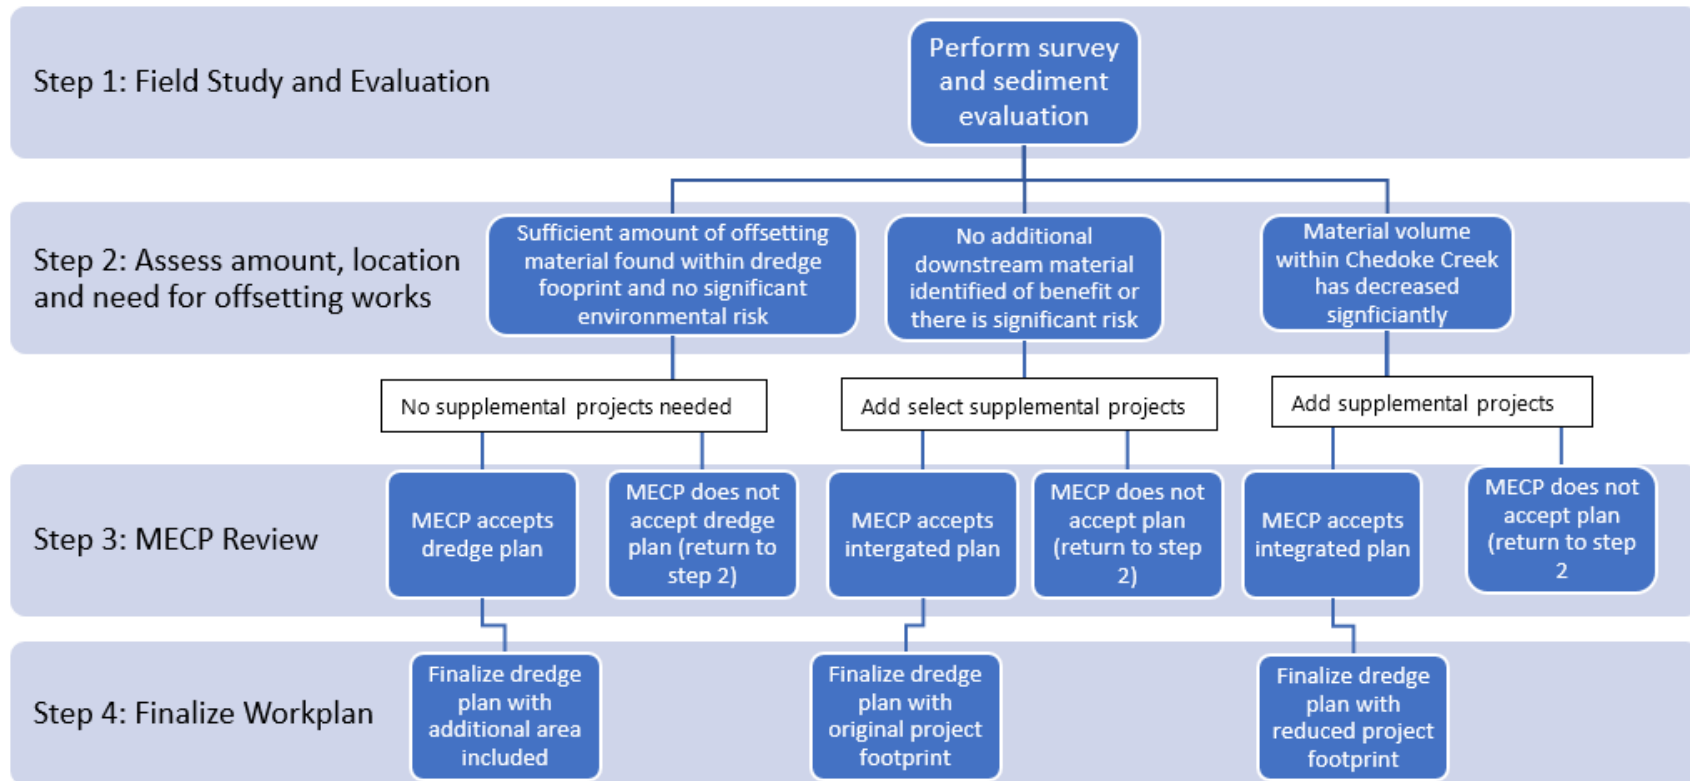 Step 1: Field Study and Evaluation
Perform survey
and sediment
evaluation
Step 2: Assess amount, location
and need for offsetting works
Sufficient amount of offsetting
material found within dredge
fooprint and no significant
environmental risk
No additional
downstream material
identified of benefit or
there is significant risk
Material volume
within Chedoke Creek
has decreased
signficiantly
No supplemental projects needed
Add select supplemental projects
Add supplemental projects
Step 3: MECP Review
MECP accepts
dredge plan
MECP does not
accept dredge
plan (return to
step 2)
MECP accepts
intergated plan
MECP does not
accept plan
(return to step
2)
MECP accepts
integrated plan
MECP does not
accept plan
(return to step
2
Step 4: Finalize Workplan
Finalize dredge
plan with
additional area
included
Finalize dredge
plan with
original project
footprint
Finalize dredge
plan with
reduced project
footprint